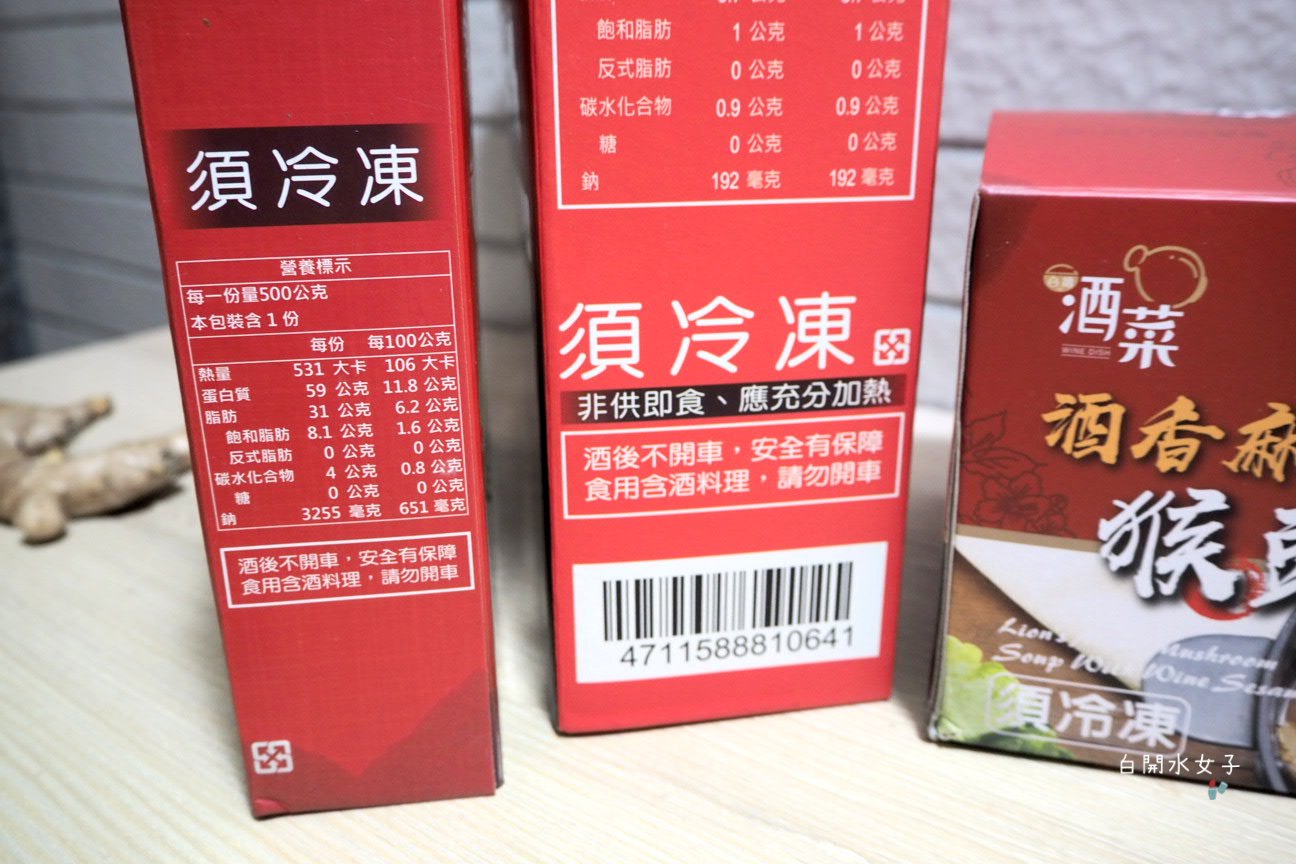 須冷凍
營養標示
每一份量500公克
本包裝含1份
每份 每100公克
熱量 531 大卡 106 大卡
蛋白質 59 公克 11.8 公克
脂肪 31 公克 6.2 公克
飽和脂肪 8.1 公克 1.6 公克
反式脂肪 0 公克 0 公克
碳水化合物 4 公克 0.8 公克
糖 0 公克 0 公克
鈉 3255 毫克 651 毫克
酒後不開車，安全有保障
食用含酒料理，請勿開車
飽和脂肪 1 公克 1 公克
反式脂肪 0 公克 0 公克
碳水化合物 0.9 公克 0.9 公克
糖 0 公克 0 公克
鈉 192 毫克 192 毫克
須冷凍
非供即食、應充分加熱
酒後不開車，安全有保障
食用含酒料理，請勿開車
4711588810641
酒菜
WINE DISH
酒香麻
猴
Lion's Mushroom
Soup With Wine
須冷凍
白開水女子